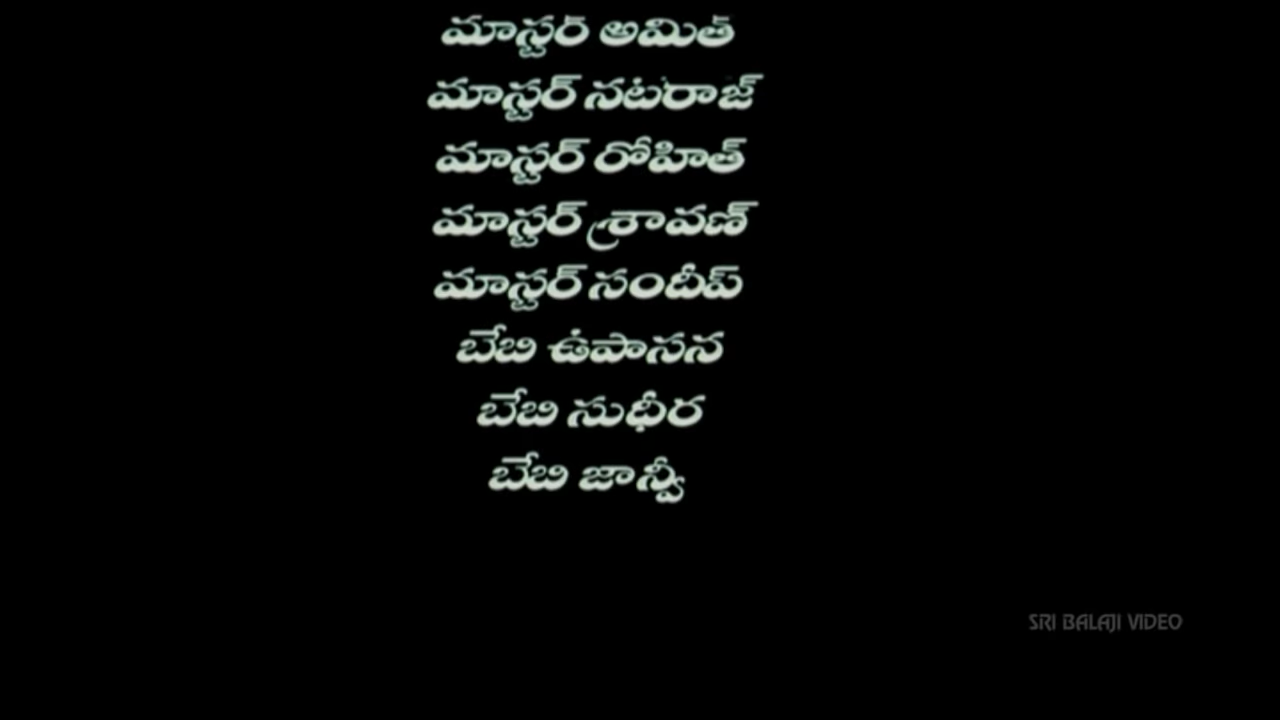 మాస్టర్ అమిత్
మాస్టర్ నటరాజ్
మాస్టర్ రోహిత్
మాస్టర్ శ్రావణ్
మాస్టర్ సందీప్
బేబి ఉపాసన
బేబి సుధీర
బేబి జాన్వీ
SRI BALAJI VIDEO